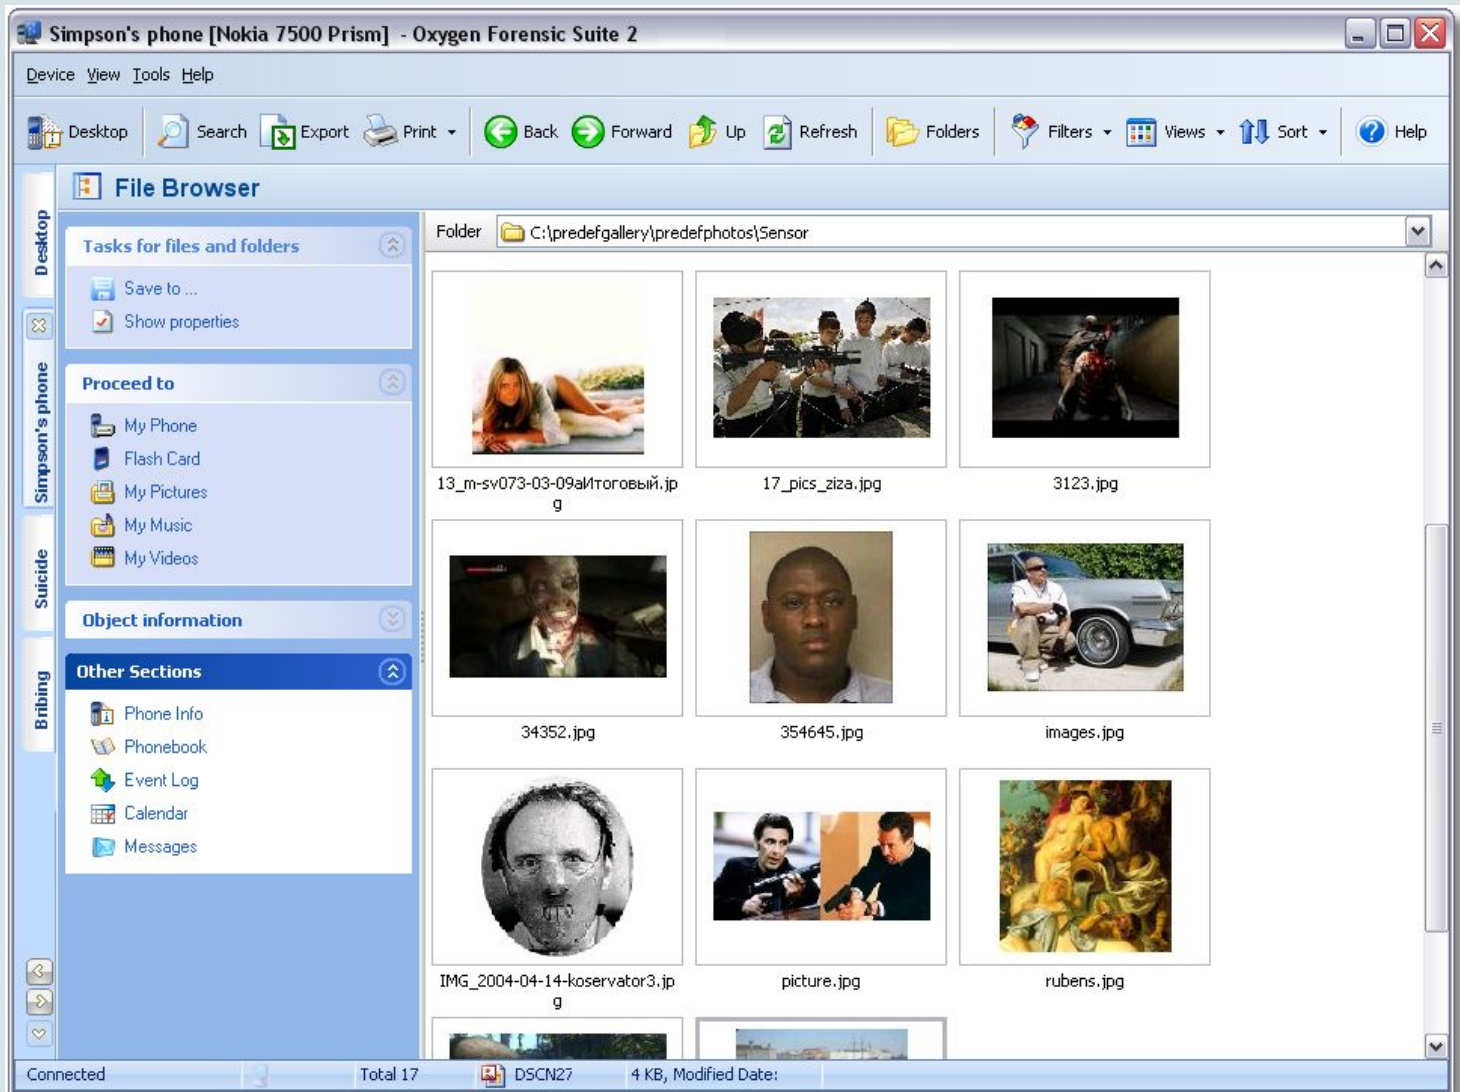 Simpson's phone [Nokia 7500 Prism] - Oxygen Forensic Suite 2
Device View Tools Help
Desktop Search Export Print Back Forward Up Refresh Folders Filters Views Sort Help
File Browser
Desktop
Simpson's phone
Suicide
Bribing
Tasks for files and folders
Save to ...
Show properties
Proceed to
My Phone
Flash Card
My Pictures
My Music
My Videos
Object information
Other Sections
Phone Info
Phonebook
Event Log
Calendar
Messages
Folder C:\predefgallery\predefphotos\Sensor
13_m-sv073-03-09аИтоговый.jp
g
17_pics_ziza.jpg
3123.jpg
34352.jpg
354645.jpg
images.jpg
IMG_2004-04-14-koservator3.jp
g
picture.jpg
rubens.jpg
Connected Total 17 DSCN27 4 KB, Modified Date: